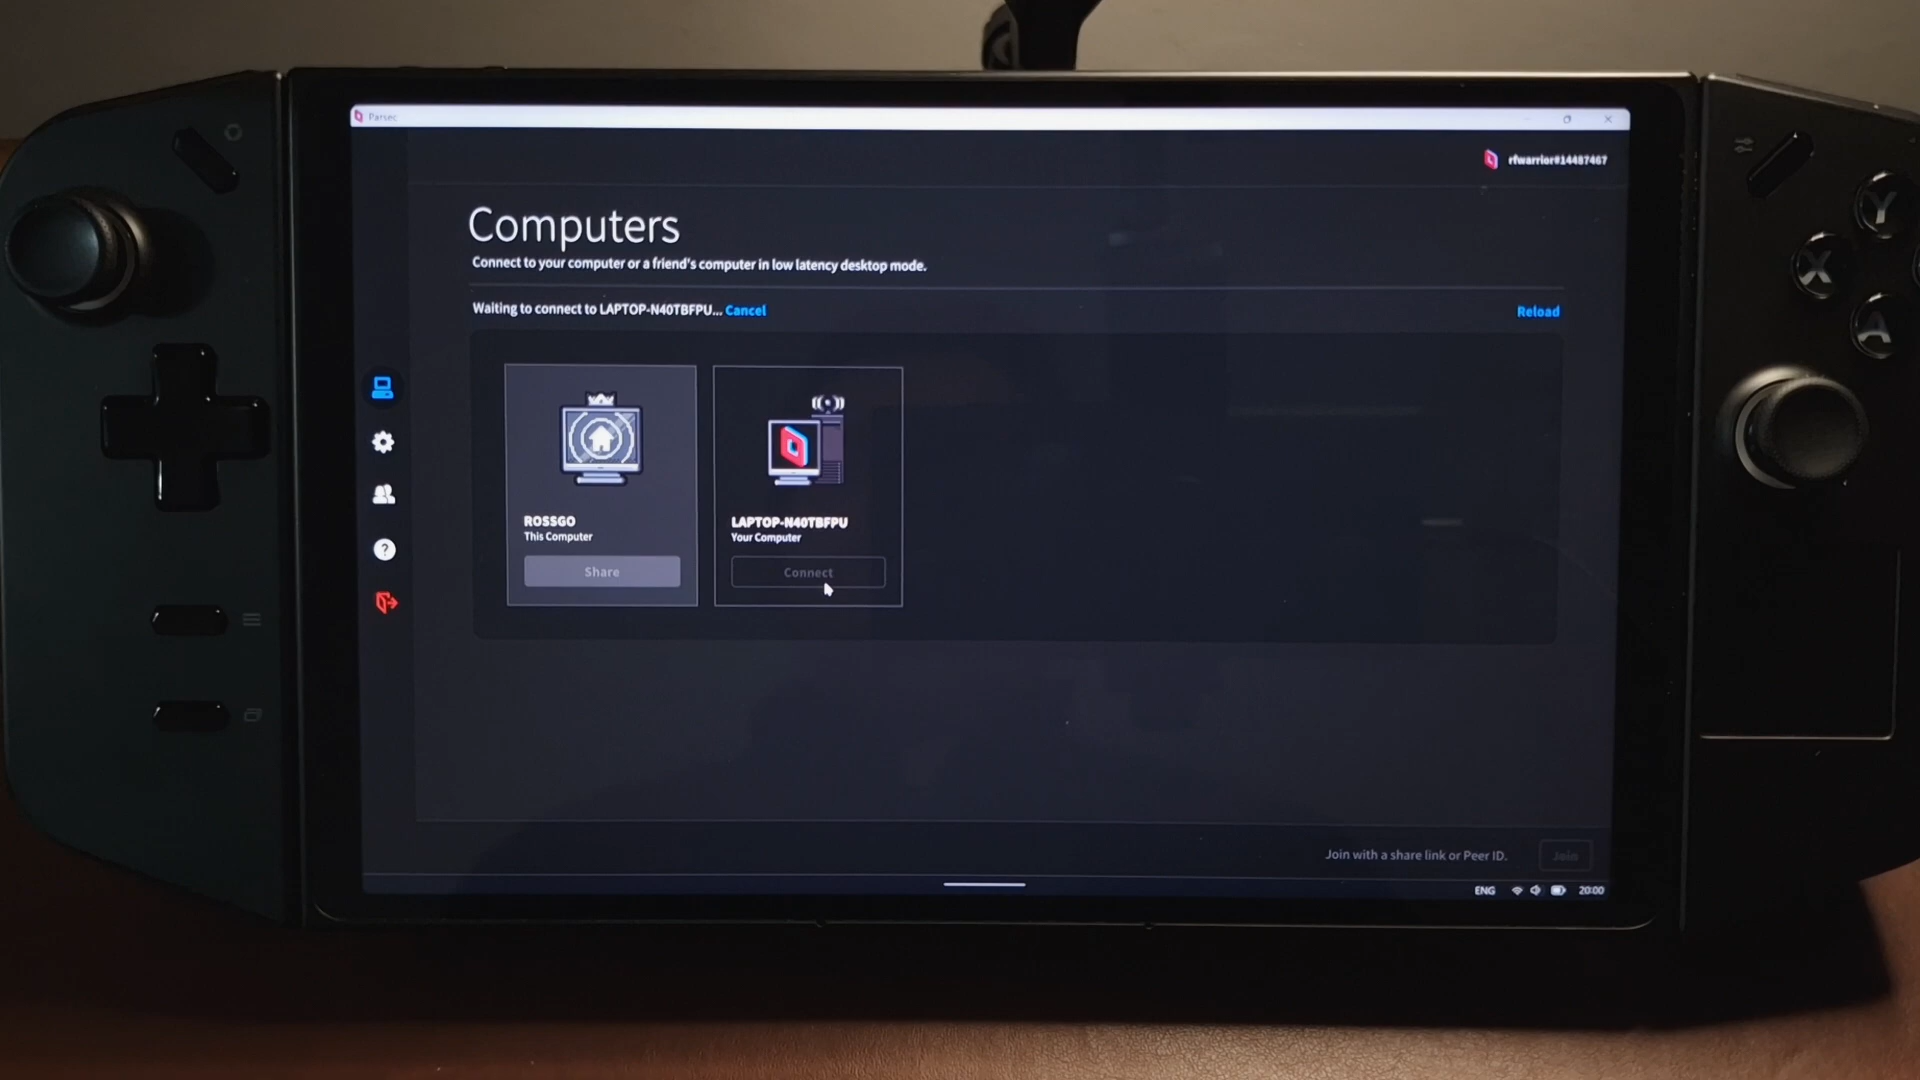 Parsec
rfwarrior#14487467
Computers
Connect to your computer or a friend's computer in low latency desktop mode.
Waiting to connect to LAPTOP-N40TBFPU... Cancel
Reload
ROSSGO
This Computer
Share
LAPTOP-N40TBFPU
Your Computer
Connect
Join with a share link or Peer ID.
Join
ENG
20:00
Y
X
A